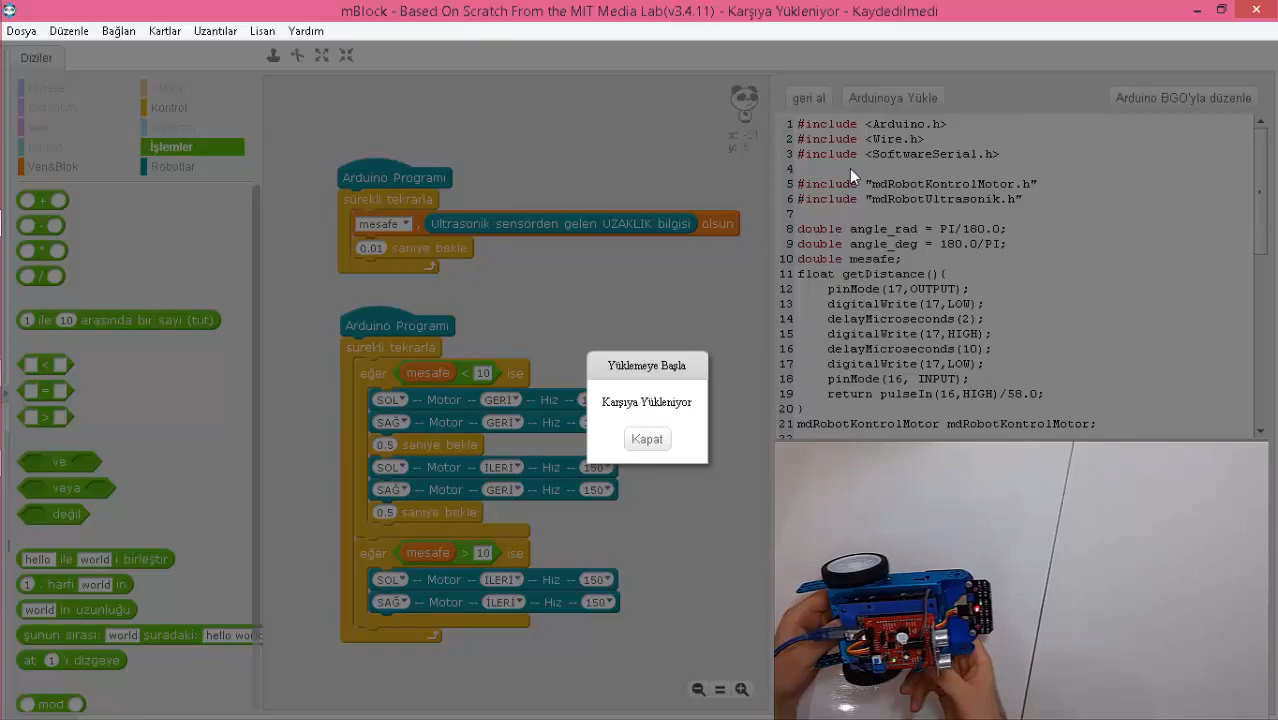 mBlock - Based On Scratch From the MIT Media Lab(v3.4.11) - Karşıya Yükleniyor - Kaydedilmedi
Dosya Düzenle Bağlan Kartlar Uzantılar Lisan Yardım
Diziler
Kontrol
İşlemler
Veri&Blok Robotlar
+
-
*
/
1 ile 10 arasında bir sayı (tut)
<
=
>
ve
veya
değil
hello ile world i birleştir
1 . harfi world in
world in uzunluğu
şunun sırası: world şuradaki: hello worl
at 1 'ı dizgeye
mod
x: -21
y: 5
Arduino Programı
sürekli tekrarla
mesafe , Ultrasonik sensörden gelen UZAKLIK bilgisi olsun
0.01 saniye bekle
Arduino Programı
sürekli tekrarla
eğer mesafe < 10 ise
SOL -- Motor GERİ -- Hız
SAĞ -- Motor -- GERİ -- Hız
0.5 saniye bekle
SOL -- Motor -- İLERİ -- Hız -- 150
SAĞ -- Motor -- GERİ -- Hız -- 150
0.5 saniye bekle
eğer mesafe > 10 ise
SOL -- Motor -- İLERİ -- Hız -- 150
SAĞ -- Motor -- İLERİ -- Hız -- 150
Yüklemeye Başla
Karşıya Yükleniyor
Kapat
geri al Arduinoya Yükle Arduino BGO'yla düzenle
1 #include <Arduino.h>
2 #include <Wire.h>
3 #include <SoftwareSerial.h>
4
5 #include "mdRobotKontrolMotor.h"
6 #include "mdRobotUltrasonik.h"
7
8 double angle_rad = PI/180.0;
9 double angle_deg = 180.0/PI;
10 double mesafe;
11 float getDistance(){
12 pinMode(17,OUTPUT);
13 digitalWrite(17,LOW);
14 delayMicroseconds(2);
15 digitalWrite(17,HIGH);
16 delayMicroseconds(10);
17 digitalWrite(17,LOW);
18 pinMode(16, INPUT);
19 return pulseIn(16,HIGH)/58.0;
20 }
21 mdRobotKontrolMotor mdRobotKontrolMotor;